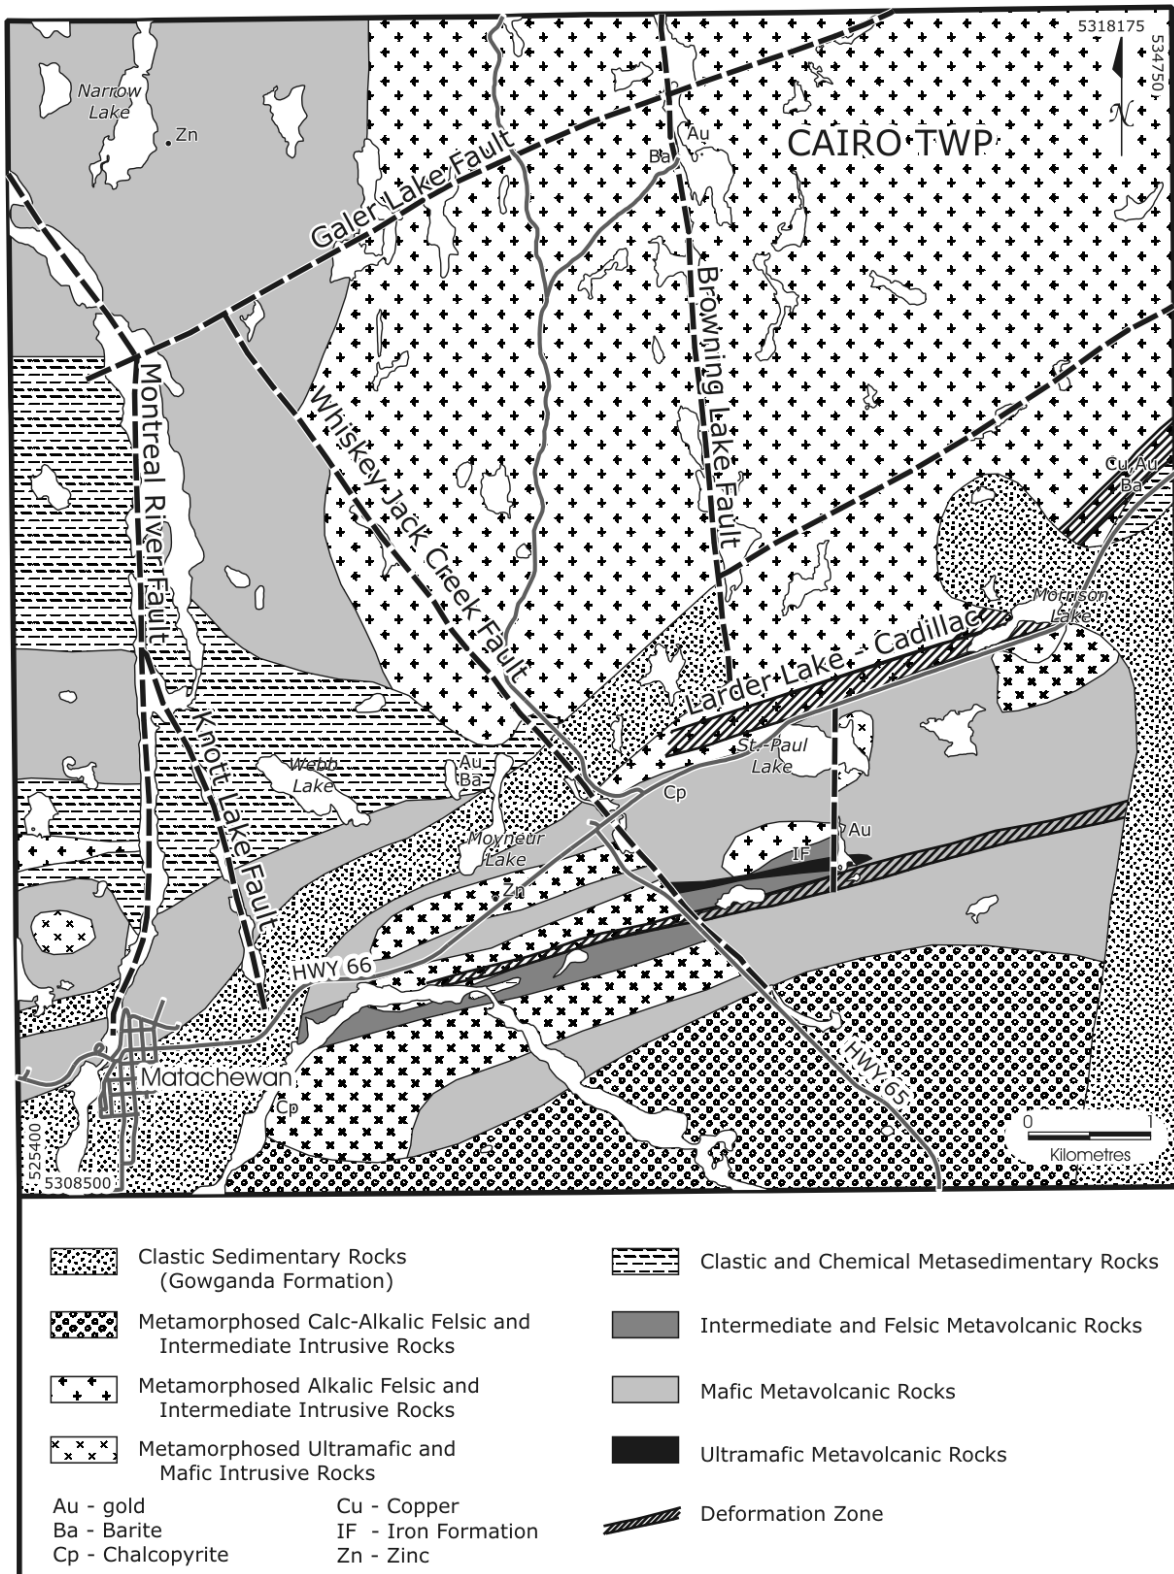 5318175
534750
N
Narrow
Lake
Zn
Au
Ba
CAIRO TWP
Galer Lake Fault
Browning Lake Fault
Montreal River Fault
Whiskey Jack Creek Fault
Cu,Au
Ba
Morrison
Lake
Larder Lake - Cadillac
Knott Lake Fault
St.-Paul
Lake
Webb
Lake
Au
Ba
Cp
Moyneur
Lake
Au
IF
Zn
HWY 66
HWY 65
Matachewan
Cp
525400
5308500
0 1
Kilometres
Clastic Sedimentary Rocks
(Gowganda Formation)
Metamorphosed Calc-Alkalic Felsic and
Intermediate Intrusive Rocks
Metamorphosed Alkalic Felsic and
Intermediate Intrusive Rocks
Metamorphosed Ultramafic and
Mafic Intrusive Rocks
Clastic and Chemical Metasedimentary Rocks
Intermediate and Felsic Metavolcanic Rocks
Mafic Metavolcanic Rocks
Ultramafic Metavolcanic Rocks
Deformation Zone
Au - gold
Ba - Barite
Cp - Chalcopyrite
Cu - Copper
IF - Iron Formation
Zn - Zinc